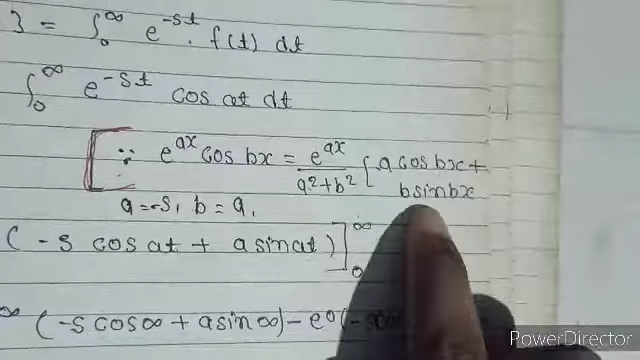 } = ∫₀^∞ e^-st . f(t) dt
∫₀^∞ e^-st cos at dt
∵ e^ax cos bx = e^ax / a²+b² { a cos bx +
b sin bx
a = -s, b = a,
( -s cos at + a sin at ) ]₀^∞
∞ (-s cos∞ + a sin ∞) - e⁰ (-
PowerDirector